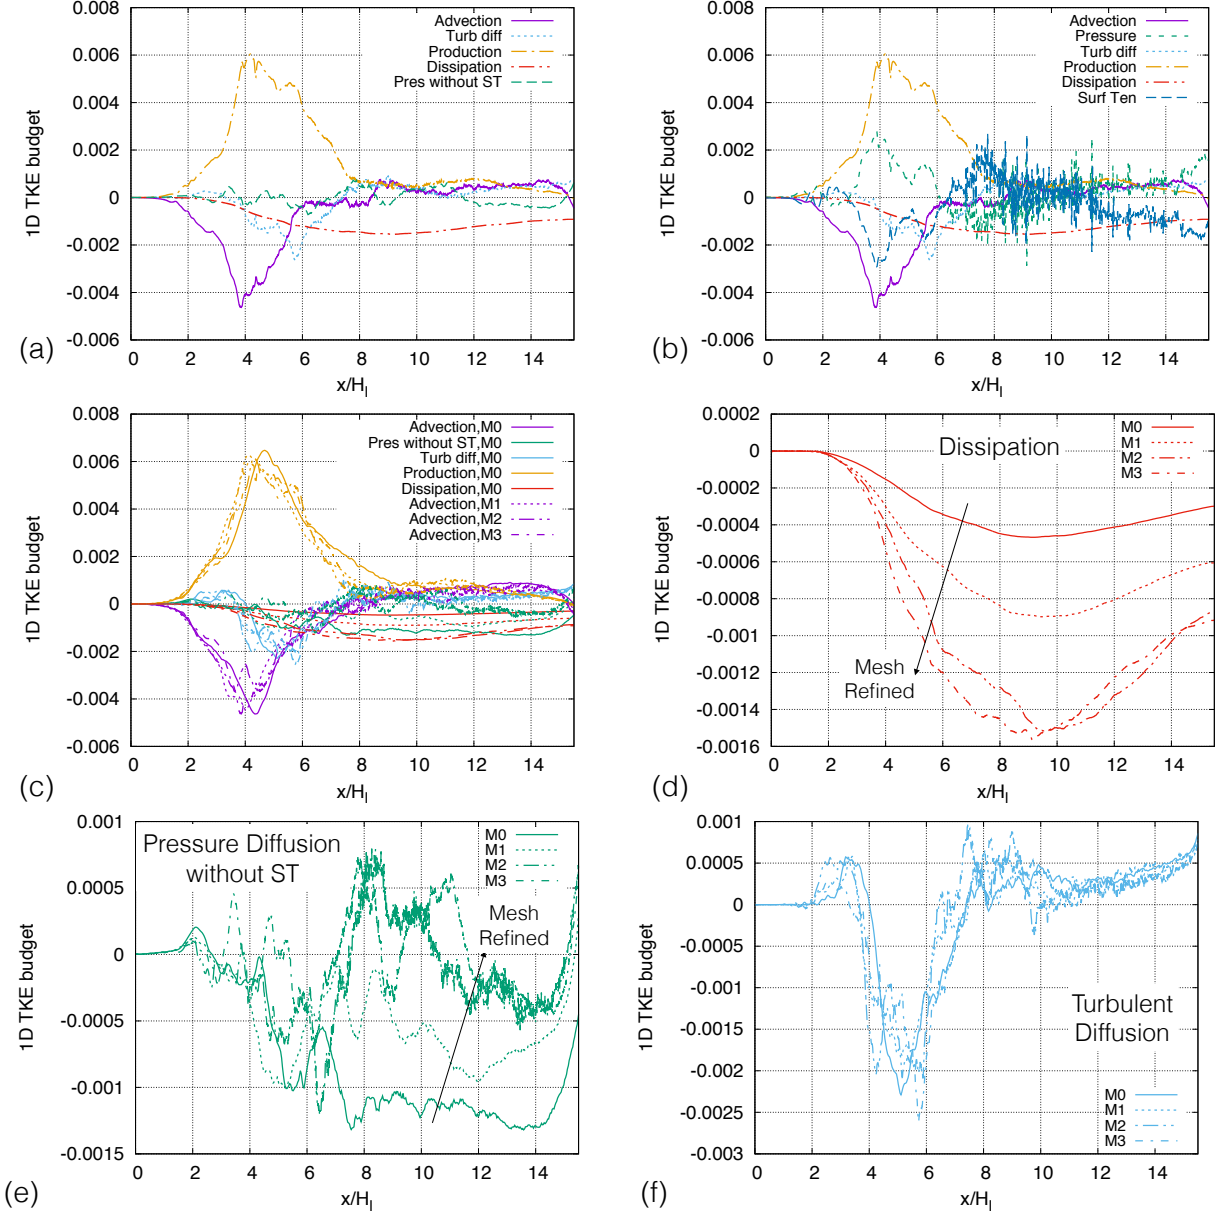 0.008
0.006
0.004
0.002
0
-0.002
-0.004
-0.006
1D TKE budget
Advection
Turb diff
Production
Dissipation
Pres without ST
0 2 4 6 8 10 12 14
x/H_l
(a)
0.008
0.006
0.004
0.002
0
-0.002
-0.004
-0.006
1D TKE budget
Advection
Pressure
Turb diff
Production
Dissipation
Surf Ten
0 2 4 6 8 10 12 14
x/H_l
(b)
0.008
0.006
0.004
0.002
0
-0.002
-0.004
-0.006
1D TKE budget
Advection,M0
Pres without ST,M0
Turb diff,M0
Production,M0
Dissipation,M0
Advection,M1
Advection,M2
Advection,M3
0 2 4 6 8 10 12 14
x/H_l
(c)
0.0002
0
-0.0002
-0.0004
-0.0006
-0.0008
-0.001
-0.0012
-0.0014
-0.0016
1D TKE budget
Dissipation
M0
M1
M2
M3
Mesh
Refined
0 2 4 6 8 10 12 14
x/H_l
(d)
0.001
0.0005
0
-0.0005
-0.001
-0.0015
1D TKE budget
Pressure Diffusion
without ST
M0
M1
M2
M3
Mesh
Refined
0 2 4 6 8 10 12 14
x/H_l
(e)
0.001
0.0005
0
-0.0005
-0.001
-0.0015
-0.002
-0.0025
-0.003
1D TKE budget
Turbulent
Diffusion
M0
M1
M2
M3
0 2 4 6 8 10 12 14
x/H_l
(f)